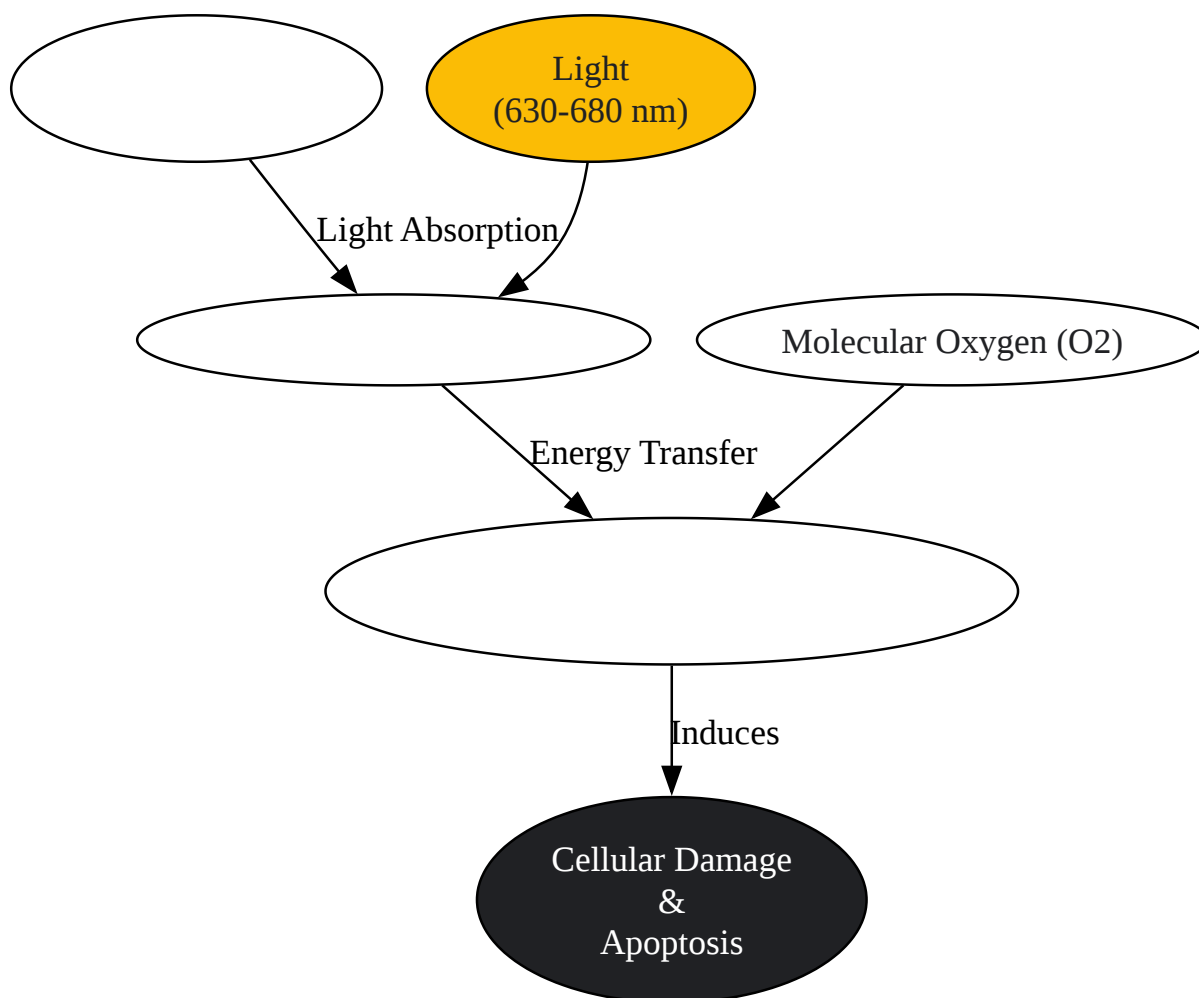 Light
(630-680 nm)
Light Absorption
Molecular Oxygen (O2)
Energy Transfer
Induces
Cellular Damage
&
Apoptosis